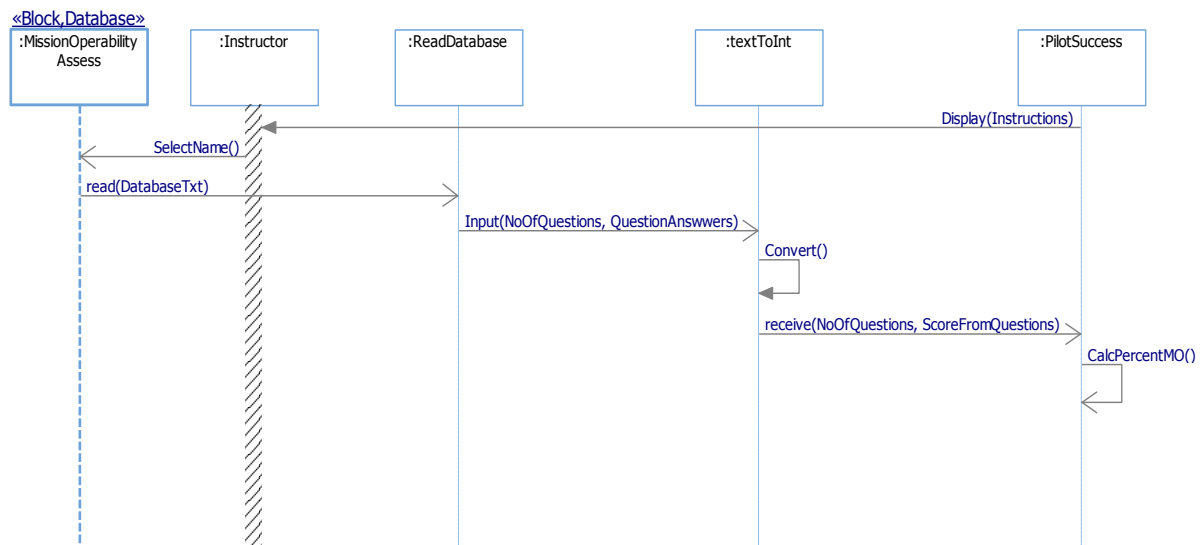 «Block,Database»
:MissionOperability
Assess
:Instructor
:ReadDatabase
:textToInt
:PilotSuccess
Display(Instructions)
SelectName()
read(DatabaseTxt)
Input(NoOfQuestions, QuestionAnswwers)
Convert()
receive(NoOfQuestions, ScoreFromQuestions)
CalcPercentMO()